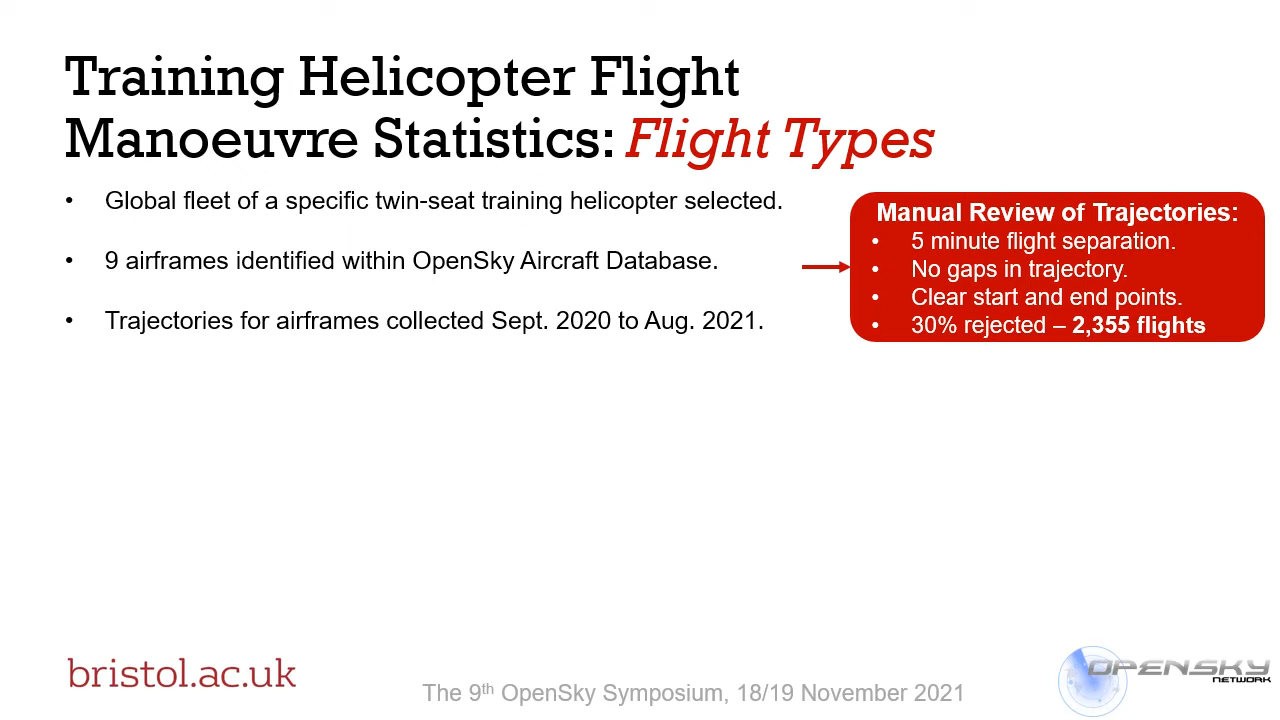 Training Helicopter Flight
Manoeuvre Statistics: Flight Types
• Global fleet of a specific twin-seat training helicopter selected.
• 9 airframes identified within OpenSky Aircraft Database.
• Trajectories for airframes collected Sept. 2020 to Aug. 2021.
Manual Review of Trajectories:
• 5 minute flight separation.
• No gaps in trajectory.
• Clear start and end points.
• 30% rejected – 2,355 flights
bristol.ac.uk
The 9th OpenSky Symposium, 18/19 November 2021
OPENSKY
NETWORK